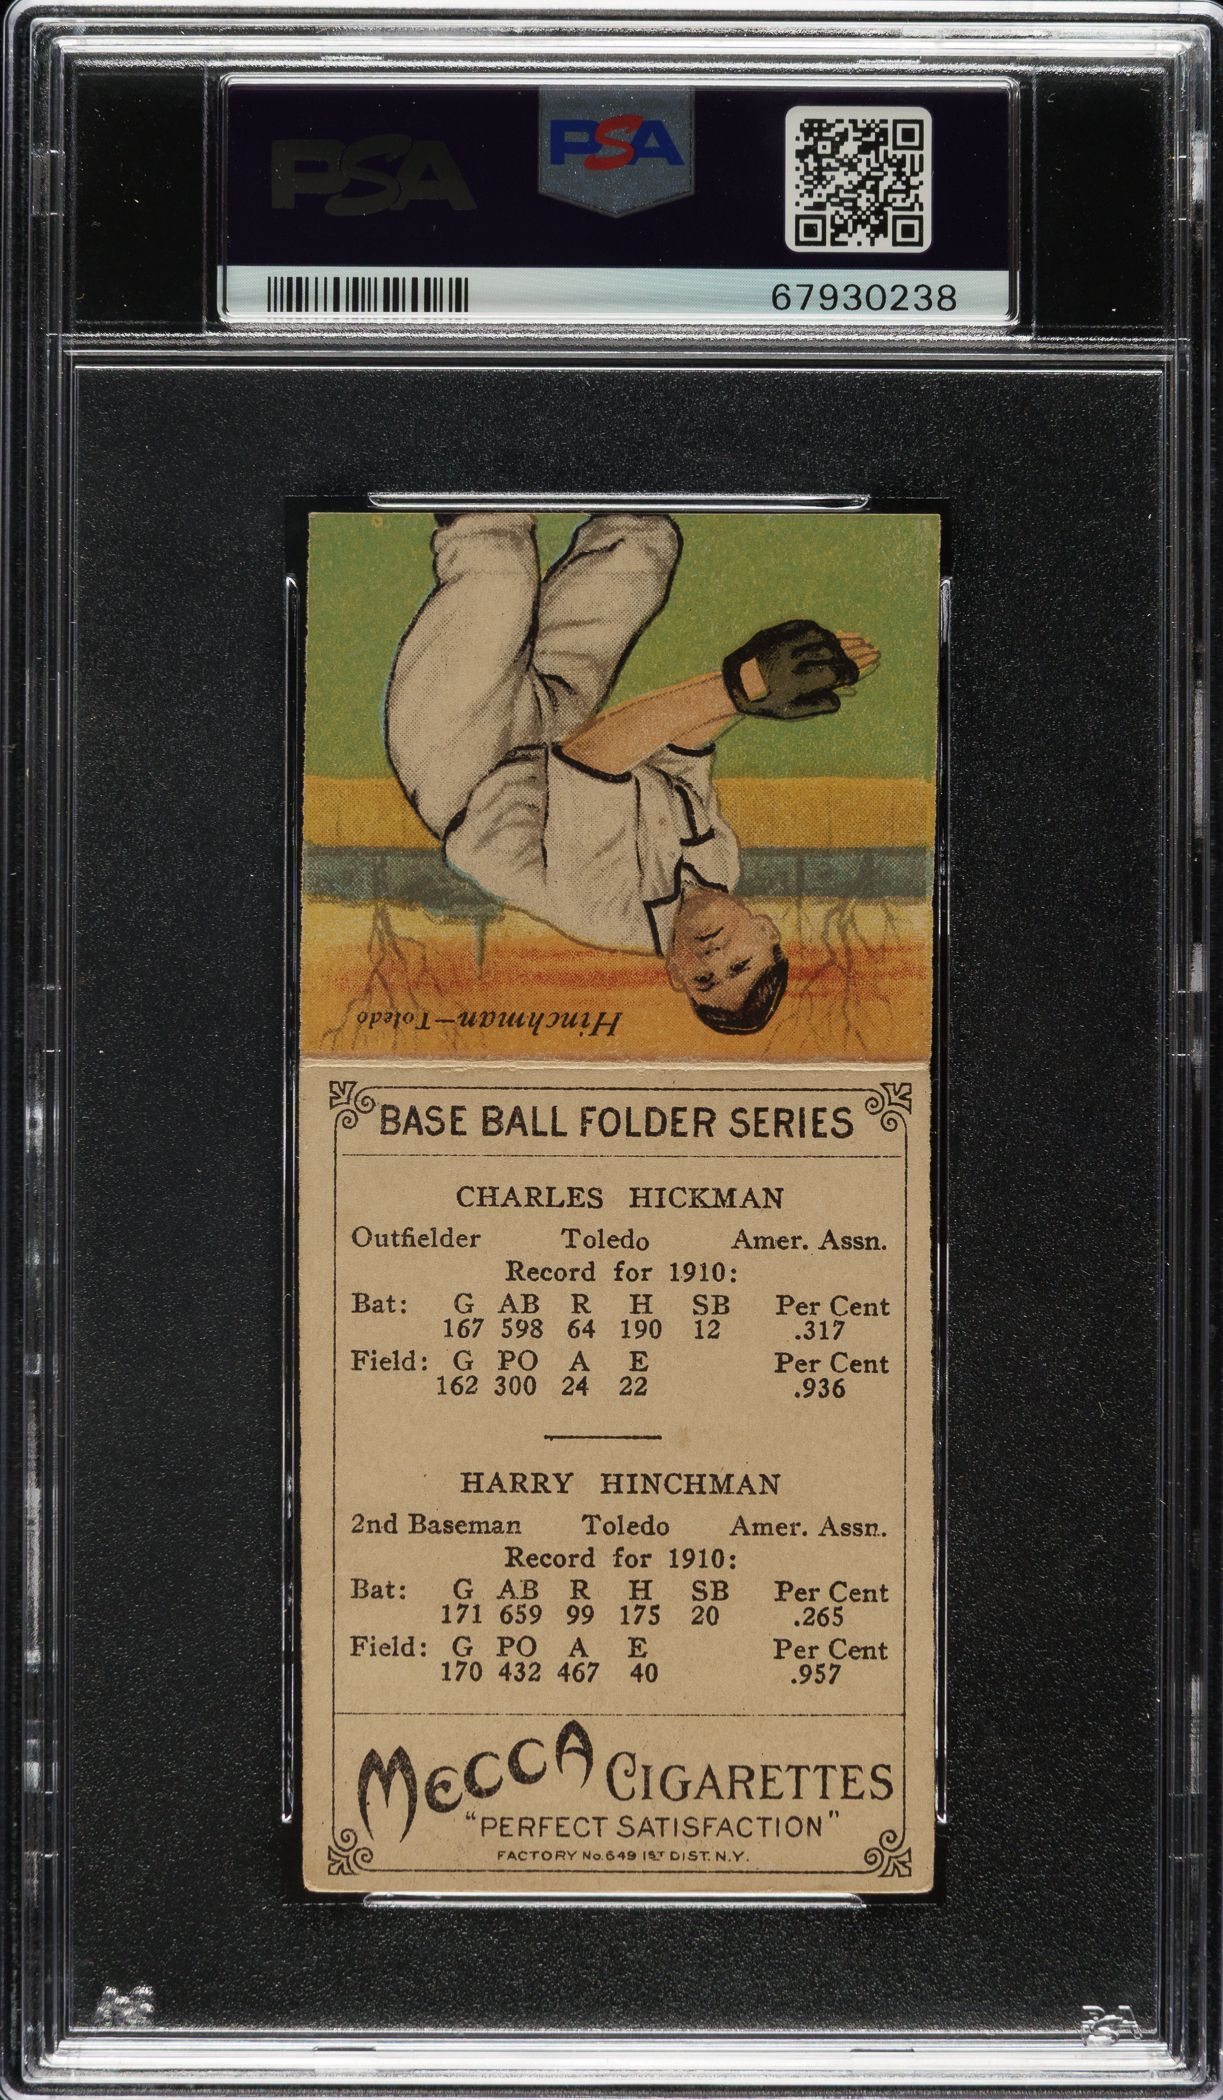 PSA PSA
67930238
Hinchman—Toledo
BASE BALL FOLDER SERIES
CHARLES HICKMAN
Outfielder Toledo Amer. Assn.
Record for 1910:
Bat: G AB R H SB Per Cent
167 598 64 190 12 .317
Field: G PO A E Per Cent
162 300 24 22 .936
HARRY HINCHMAN
2nd Baseman Toledo Amer. Assn.
Record for 1910:
Bat: G AB R H SB Per Cent
171 659 99 175 20 .265
Field: G PO A E Per Cent
170 432 467 40 .957
MECCA CIGARETTES
"PERFECT SATISFACTION"
FACTORY No. 649 1ST DIST. N.Y.
PSA